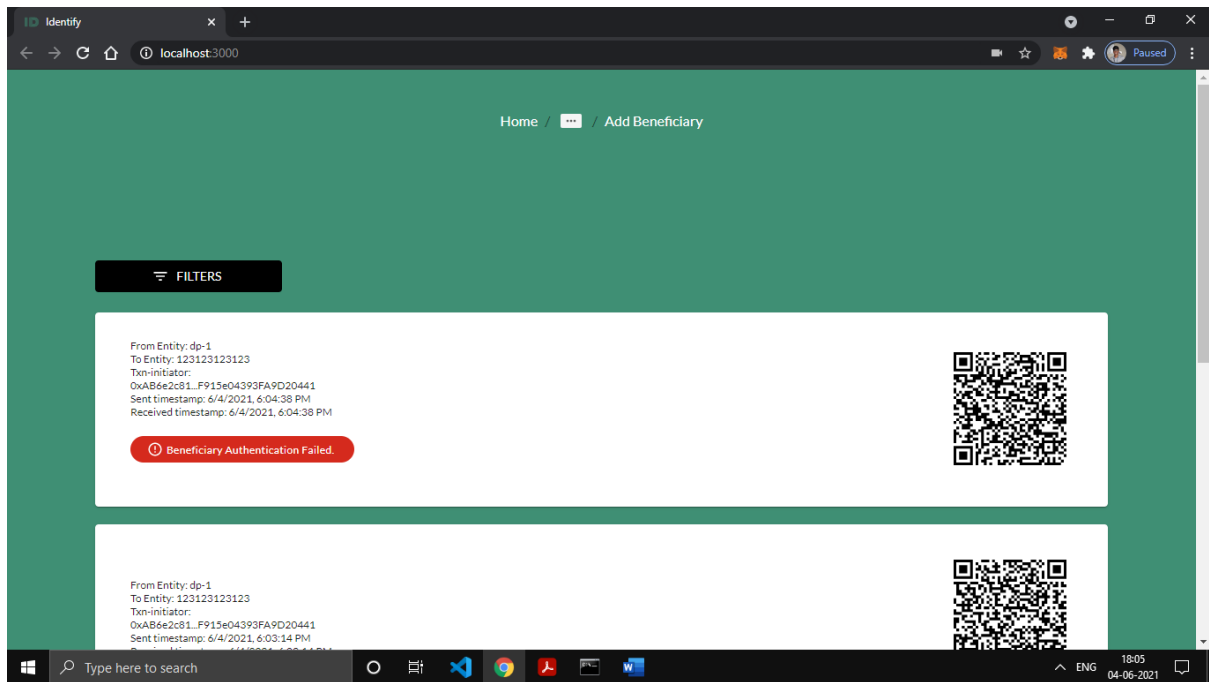 Identify
localhost:3000
Paused
Home / ... / Add Beneficiary
FILTERS
From Entity: dp-1
To Entity: 123123123123
Txn-initiator:
0xAB6e2c81...F915e04393FA9D20441
Sent timestamp: 6/4/2021, 6:04:38 PM
Received timestamp: 6/4/2021, 6:04:38 PM
Beneficiary Authentication Failed.
From Entity: dp-1
To Entity: 123123123123
Txn-initiator:
0xAB6e2c81...F915e04393FA9D20441
Sent timestamp: 6/4/2021, 6:03:14 PM
Type here to search
ENG
18:05
04-06-2021